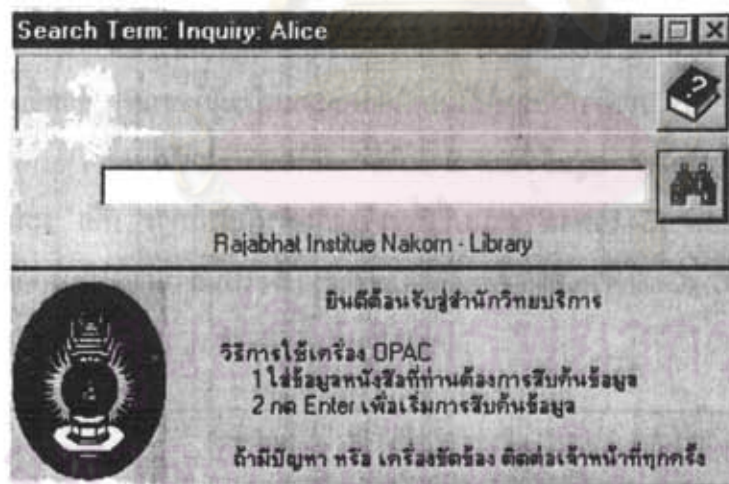 Search Term: Inquiry: Alice
Rajabhat Institue Nakorn - Library
ยินดีต้อนรับสู่สำนักวิทยบริการ
วิธีการใช้เครื่อง OPAC
1 ใส่ข้อมูลหนังสือที่ท่านต้องการสืบค้นข้อมูล
2 กด Enter เพื่อเริ่มการสืบค้นข้อมูล
ถ้ามีปัญหา หรือ เครื่องขัดข้อง ติดต่อเจ้าหน้าที่ทุกครั้ง